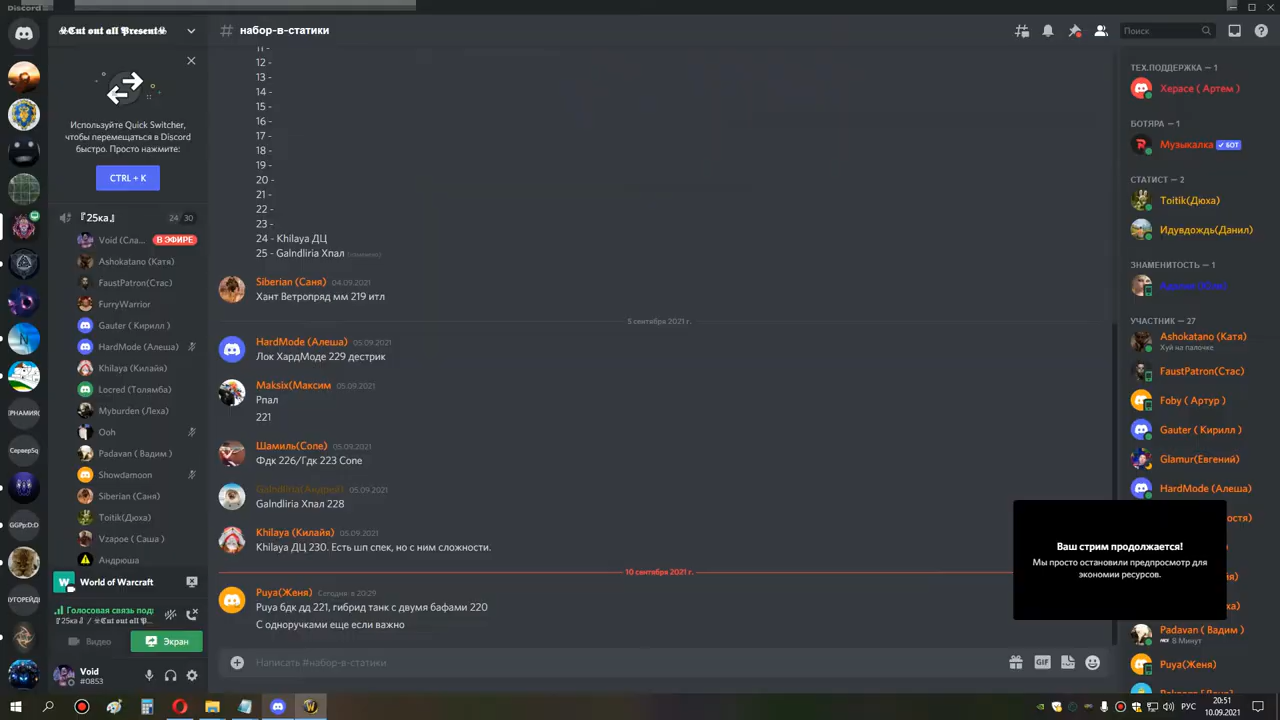 Discord
☠𝕮𝖚𝖙 𝖔𝖚𝖙 𝖆𝖑𝖑 𝕻𝖗𝖊𝖘𝖊𝖓𝖙☠
Используйте Quick Switcher,
чтобы перемещаться в Discord
быстро. Просто нажмите:
CTRL + K
『25ка』
24 30
Void (Сла...
В ЭФИРЕ
Ashokatano (Катя)
FaustPatron(Стас)
FurryWarrior
Gauter ( Кирилл )
HardMode (Алеша)
Khilaya (Килайя)
Locred (Толямба)
Myburden (Леха)
Ooh
Padavan ( Вадим )
Showdamoon
Siberian (Саня)
Toitik(Дюха)
Vzapoe ( Саша )
Андрюша
World of Warcraft
Голосовая связь под
Видео
Экран
Void
#0853
# набор-в-статики
Поиск
11 -
12 -
13 -
14 -
15 -
16 -
17 -
18 -
19 -
20 -
21 -
22 -
23 -
24 - Khilaya ДЦ
25 - Galndliria Хпал (изменено)
Siberian (Саня) 04.09.2021
Хант Ветропряд мм 219 итл
5 сентября 2021 г.
HardMode (Алеша) 05.09.2021
Лок ХардМоде 229 дестрик
Maksix(Максим 05.09.2021
Рпал
221
Шамиль(Cone) 05.09.2021
Фдк 226/Гдк 223 Cone
Galndliria(Андрей) 05.09.2021
Galndliria Хпал 228
Khilaya (Килайя) 05.09.2021
Khilaya ДЦ 230. Есть шп спек, но с ним сложности.
10 сентября 2021 г.
Puya(Женя) Сегодня, в 20:29
Puya бдк дд 221, гибрид танк с двумя бафами 220
С одноручками еще если важно
Написать #набор-в-статики
GIF
ТЕХ.ПОДДЕРЖКА — 1
Херасе ( Артем )
БОТЯРА — 1
Музыкалка ✓ БОТ
СТАТИСТ — 2
Toitik(Дюха)
Идувдождь(Данил)
ЗНАМЕНИТОСТЬ — 1
УЧАСТНИК — 27
Ashokatano (Катя)
Хуй на палочке
FaustPatron(Стас)
Foby ( Артур )
Gauter ( Кирилл )
Glamur(Евгений)
HardMode (Алеша)
Ваш стрим продолжается!
Мы просто остановили предпросмотр для
экономии ресурсов.
Padavan ( Вадим )
8 Минут
Puya(Женя)
РУС
20:51
10.09.2021